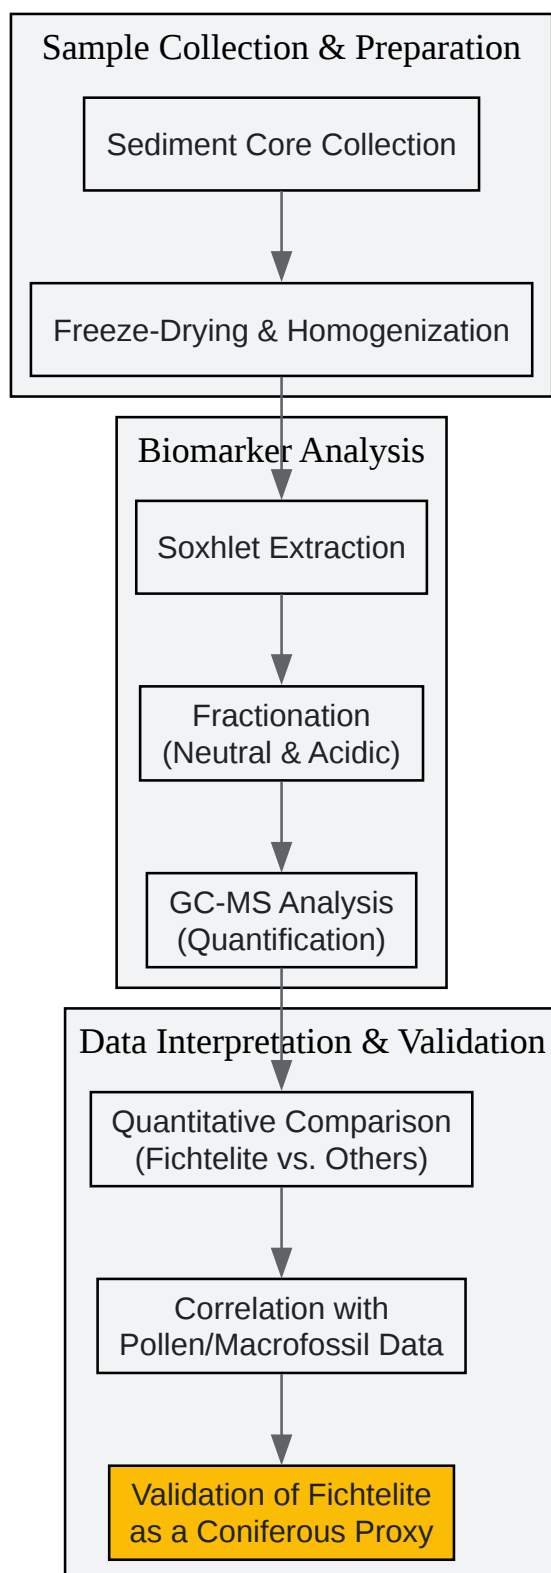 Sample Collection & Preparation
Sediment Core Collection
Freeze-Drying & Homogenization
Biomarker Analysis
Soxhlet Extraction
Fractionation
(Neutral & Acidic)
GC-MS Analysis
(Quantification)
Data Interpretation & Validation
Quantitative Comparison
(Fichtelite vs. Others)
Correlation with
Pollen/Macrofossil Data
Validation of Fichtelite
as a Coniferous Proxy